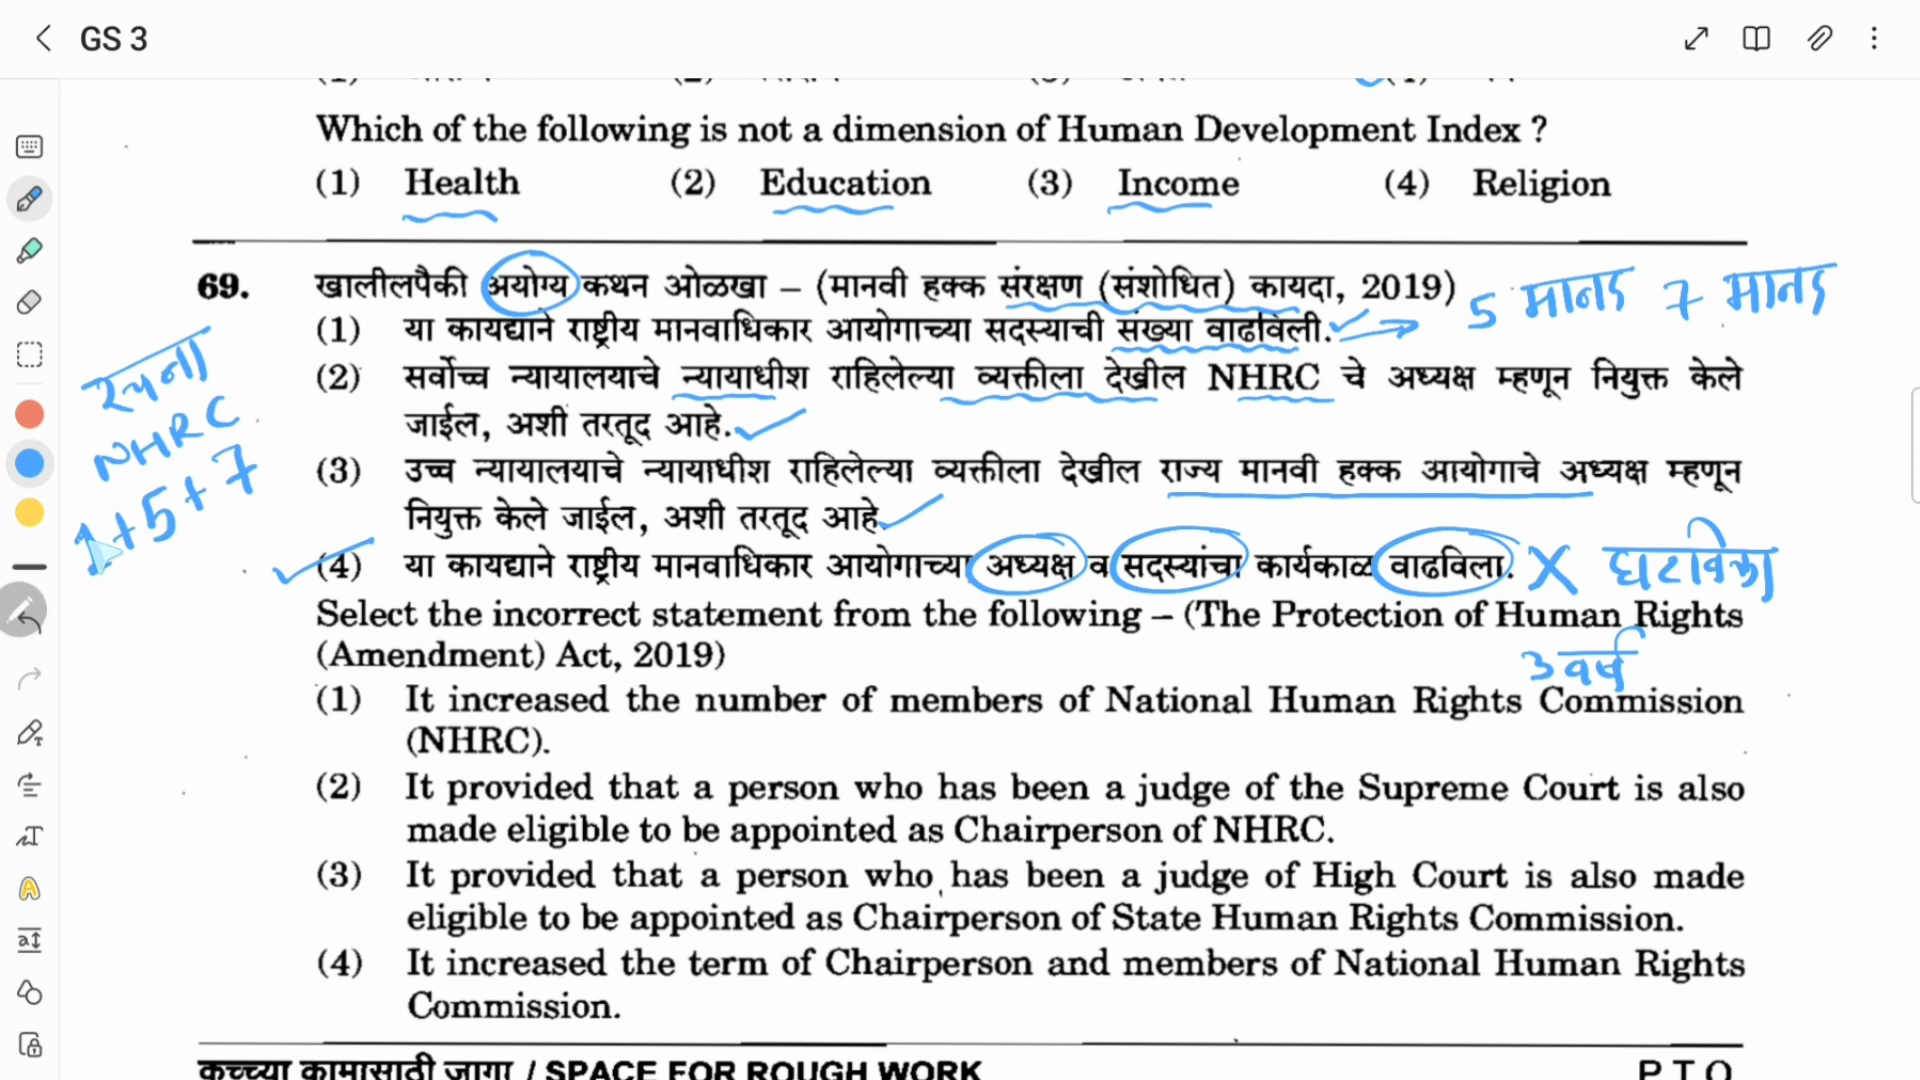 GS 3
Which of the following is not a dimension of Human Development Index ?
(1) Health (2) Education (3) Income (4) Religion
69. खालीलपैकी अयोग्य कथन ओळखा – (मानवी हक्क संरक्षण (संशोधित) कायदा, 2019)
5 मानद 7 मानद
(1) या कायद्याने राष्ट्रीय मानवाधिकार आयोगाच्या सदस्याची संख्या वाढविली.
(2) सर्वोच्च न्यायालयाचे न्यायाधीश राहिलेल्या व्यक्तीला देखील NHRC चे अध्यक्ष म्हणून नियुक्त केले
जाईल, अशी तरतूद आहे.
रचना
NHRC
1+5+7
(3) उच्च न्यायालयाचे न्यायाधीश राहिलेल्या व्यक्तीला देखील राज्य मानवी हक्क आयोगाचे अध्यक्ष म्हणून
नियुक्त केले जाईल, अशी तरतूद आहे.
(4) या कायद्याने राष्ट्रीय मानवाधिकार आयोगाच्या अध्यक्ष व सदस्यांचा कार्यकाळ वाढविला. X घटविला
Select the incorrect statement from the following – (The Protection of Human Rights
(Amendment) Act, 2019)
3 वर्ष
(1) It increased the number of members of National Human Rights Commission
(NHRC).
(2) It provided that a person who has been a judge of the Supreme Court is also
made eligible to be appointed as Chairperson of NHRC.
(3) It provided that a person who has been a judge of High Court is also made
eligible to be appointed as Chairperson of State Human Rights Commission.
(4) It increased the term of Chairperson and members of National Human Rights
Commission.
कच्च्या कामासाठी जागा / SPACE FOR ROUGH WORK P.T.O.